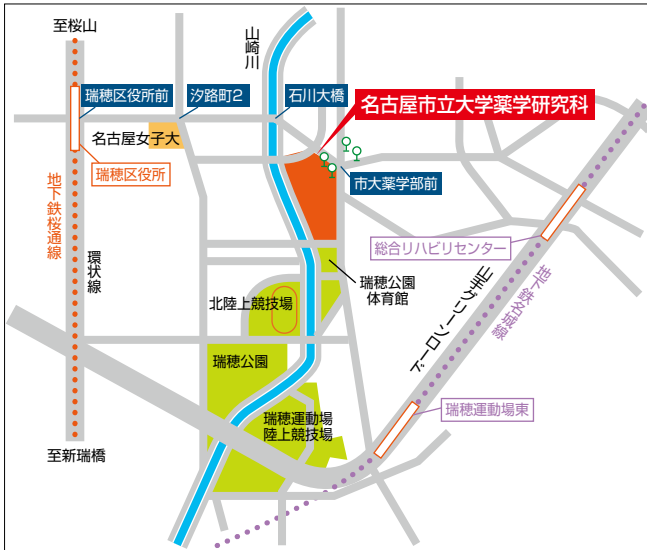 至桜山
山崎川
瑞穂区役所前
汐路町2
石川大橋
名古屋市立大学薬学研究科
名古屋女子大
瑞穂区役所
市大薬学部前
地下鉄桜通線
環状線
総合リハビリセンター
瑞穂公園
体育館
北陸上競技場
山手グリーンロード
地下鉄名城線
瑞穂公園
瑞穂運動場東
瑞穂運動場
陸上競技場
至新瑞橋